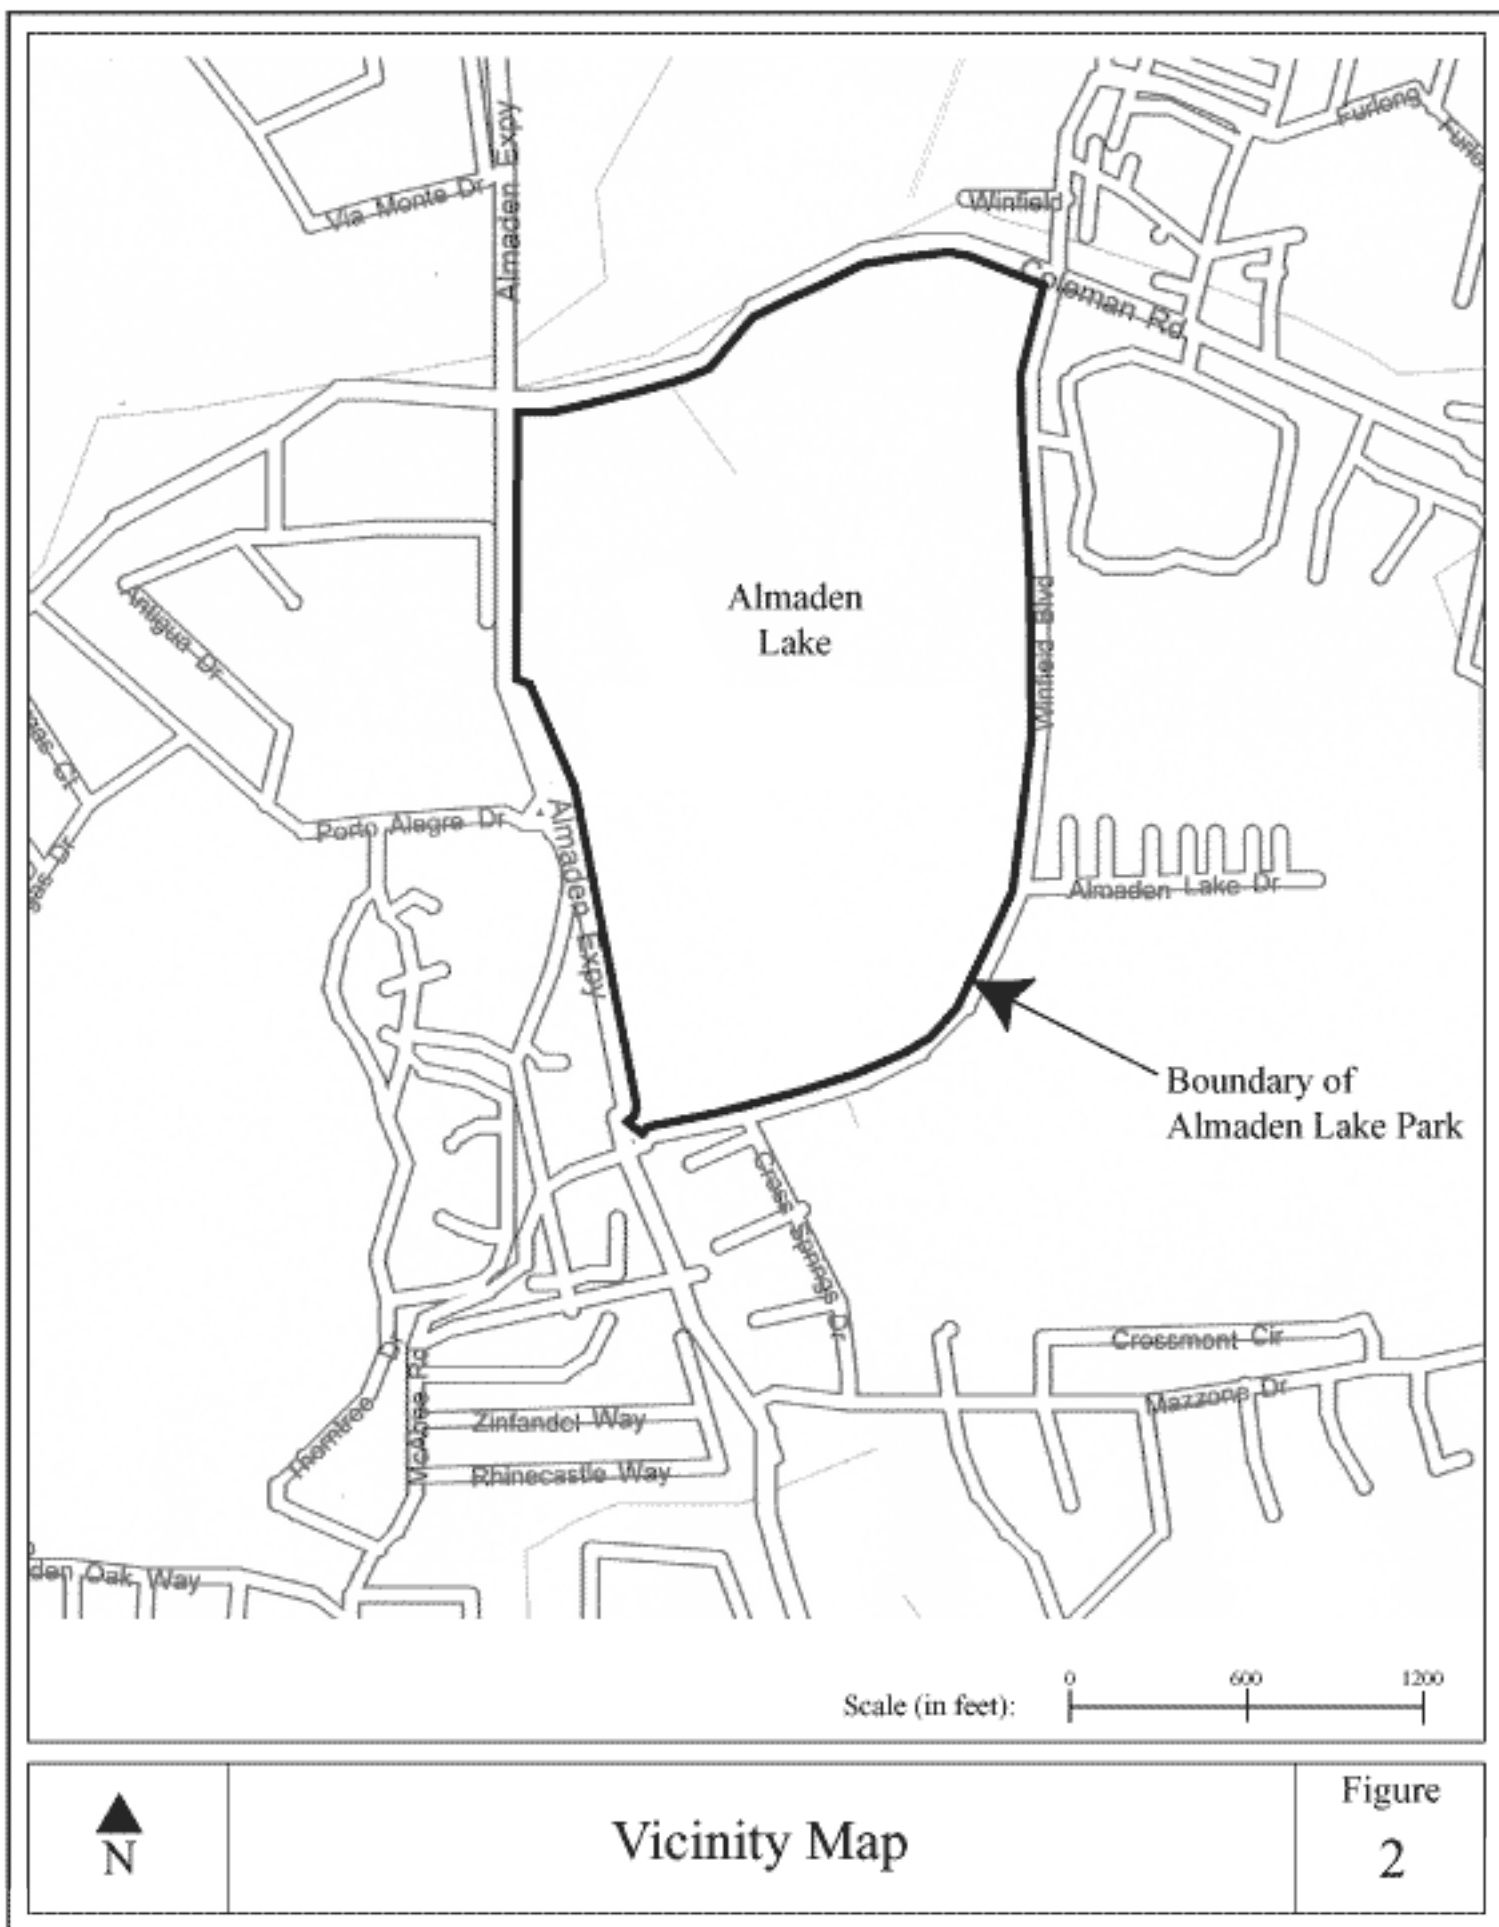 Almaden Expy
Furlong
Via Monte Dr
Winfield
Coleman Rd
Almaden
Lake
Antigua Dr
Winfield Blvd
Porto Alegre Dr
Almaden Expy
Almaden Lake Dr
Boundary of
Almaden Lake Park
Cross Springs Dr
Crossmont Cir
Mazzone Dr
Thorntree Dr
McAbee Rd
Zinfandel Way
Rhinecastle Way
den Oak Way
Scale (in feet):
0 600 1200
N
Vicinity Map
Figure
2